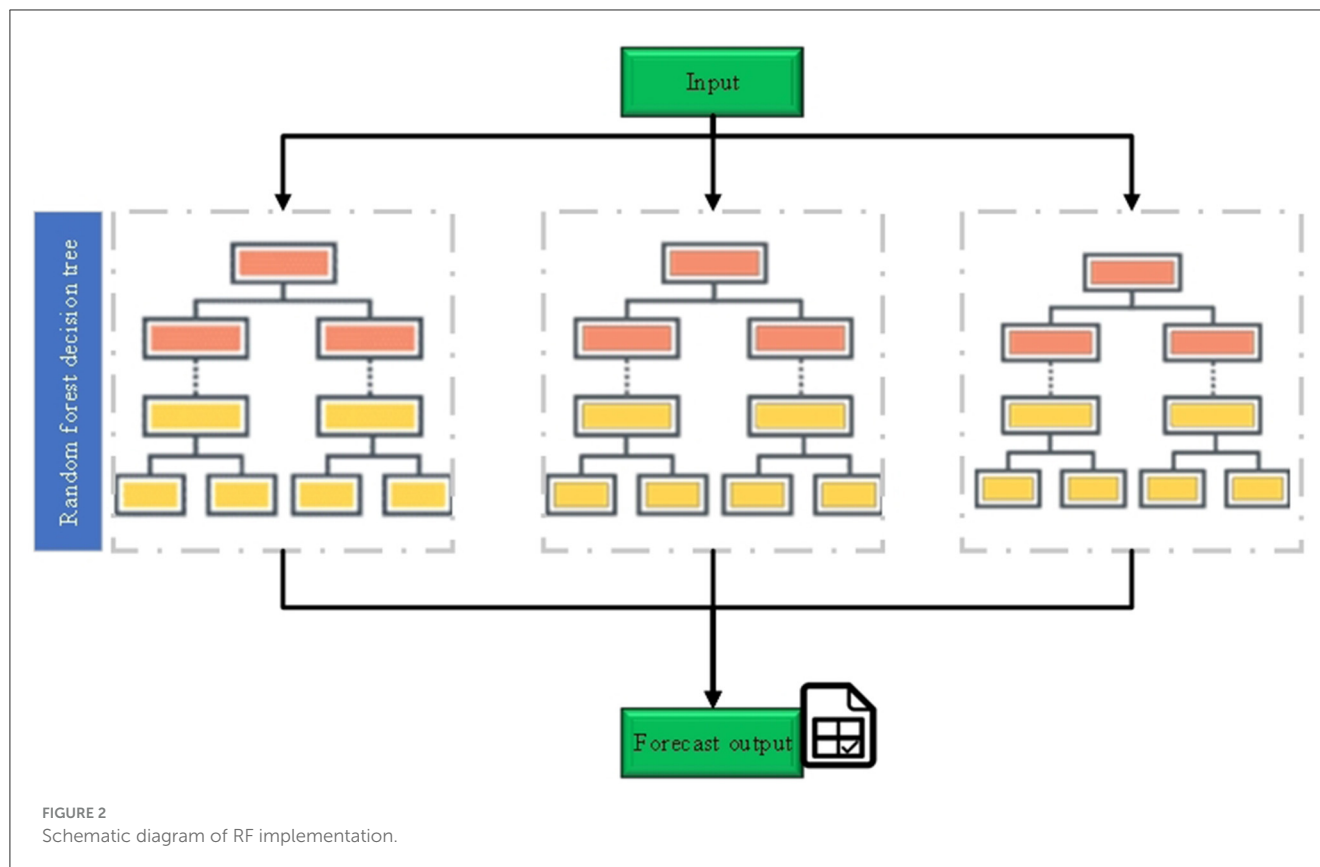 Input
Random forest decision tree
Forecast output
FIGURE 2
Schematic diagram of RF implementation.